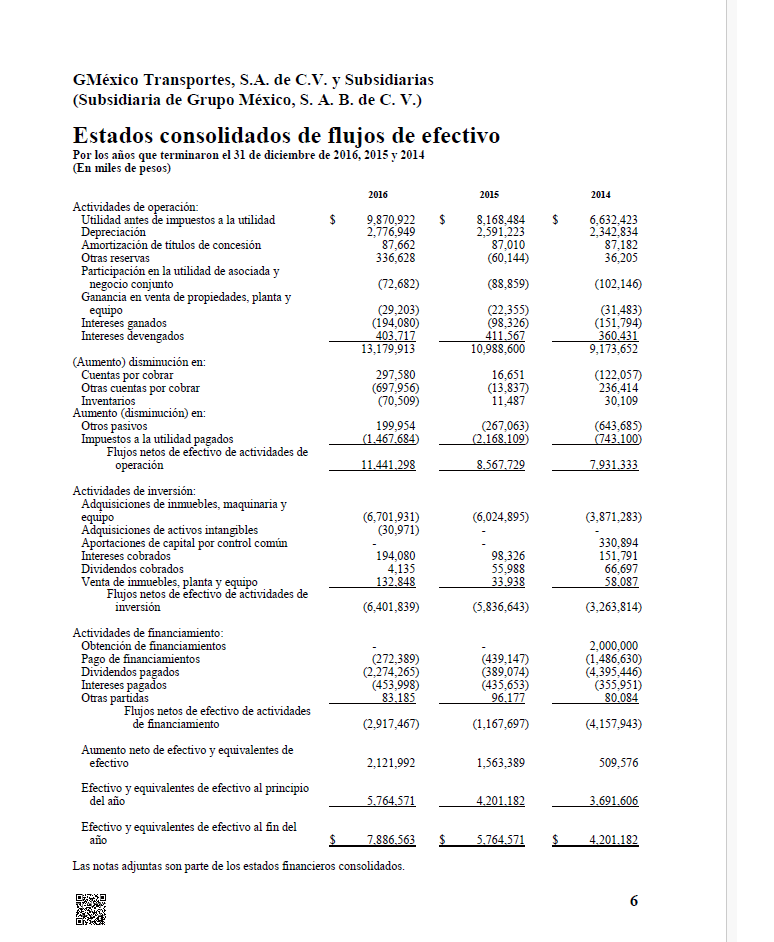 GMéxico Transportes, S.A. de C.V. y Subsidiarias
(Subsidiaria de Grupo México, S. A. B. de C. V.)
Estados consolidados de flujos de efectivo
Por los años que terminaron el 31 de diciembre de 2016, 2015 y 2014
(En miles de pesos)
2016 2015 2014
Actividades de operación:
Utilidad antes de impuestos a la utilidad $ 9,870,922 $ 8,168,484 $ 6,632,423
Depreciación 2,776,949 2,591,223 2,342,834
Amortización de títulos de concesión 87,662 87,010 87,182
Otras reservas 336,628 (60,144) 36,205
Participación en la utilidad de asociada y
negocio conjunto (72,682) (88,859) (102,146)
Ganancia en venta de propiedades, planta y
equipo (29,203) (22,355) (31,483)
Intereses ganados (194,080) (98,326) (151,794)
Intereses devengados 403,717 411,567 360,431
13,179,913 10,988,600 9,173,652
(Aumento) disminución en:
Cuentas por cobrar 297,580 16,651 (122,057)
Otras cuentas por cobrar (697,956) (13,837) 236,414
Inventarios (70,509) 11,487 30,109
Aumento (disminución) en:
Otros pasivos 199,954 (267,063) (643,685)
Impuestos a la utilidad pagados (1,467,684) (2,168,109) (743,100)
Flujos netos de efectivo de actividades de
operación 11,441,298 8,567,729 7,931,333
Actividades de inversión:
Adquisiciones de inmuebles, maquinaria y
equipo (6,701,931) (6,024,895) (3,871,283)
Adquisiciones de activos intangibles (30,971) - -
Aportaciones de capital por control común - - 330,894
Intereses cobrados 194,080 98,326 151,791
Dividendos cobrados 4,135 55,988 66,697
Venta de inmuebles, planta y equipo 132,848 33,938 58,087
Flujos netos de efectivo de actividades de
inversión (6,401,839) (5,836,643) (3,263,814)
Actividades de financiamiento:
Obtención de financiamientos - - 2,000,000
Pago de financiamientos (272,389) (439,147) (1,486,630)
Dividendos pagados (2,274,265) (389,074) (4,395,446)
Intereses pagados (453,998) (435,653) (355,951)
Otras partidas 83,185 96,177 80,084
Flujos netos de efectivo de actividades
de financiamiento (2,917,467) (1,167,697) (4,157,943)
Aumento neto de efectivo y equivalentes de
efectivo 2,121,992 1,563,389 509,576
Efectivo y equivalentes de efectivo al principio
del año 5,764,571 4,201,182 3,691,606
Efectivo y equivalentes de efectivo al fin del
año $ 7,886,563 $ 5,764,571 $ 4,201,182
Las notas adjuntas son parte de los estados financieros consolidados.
6